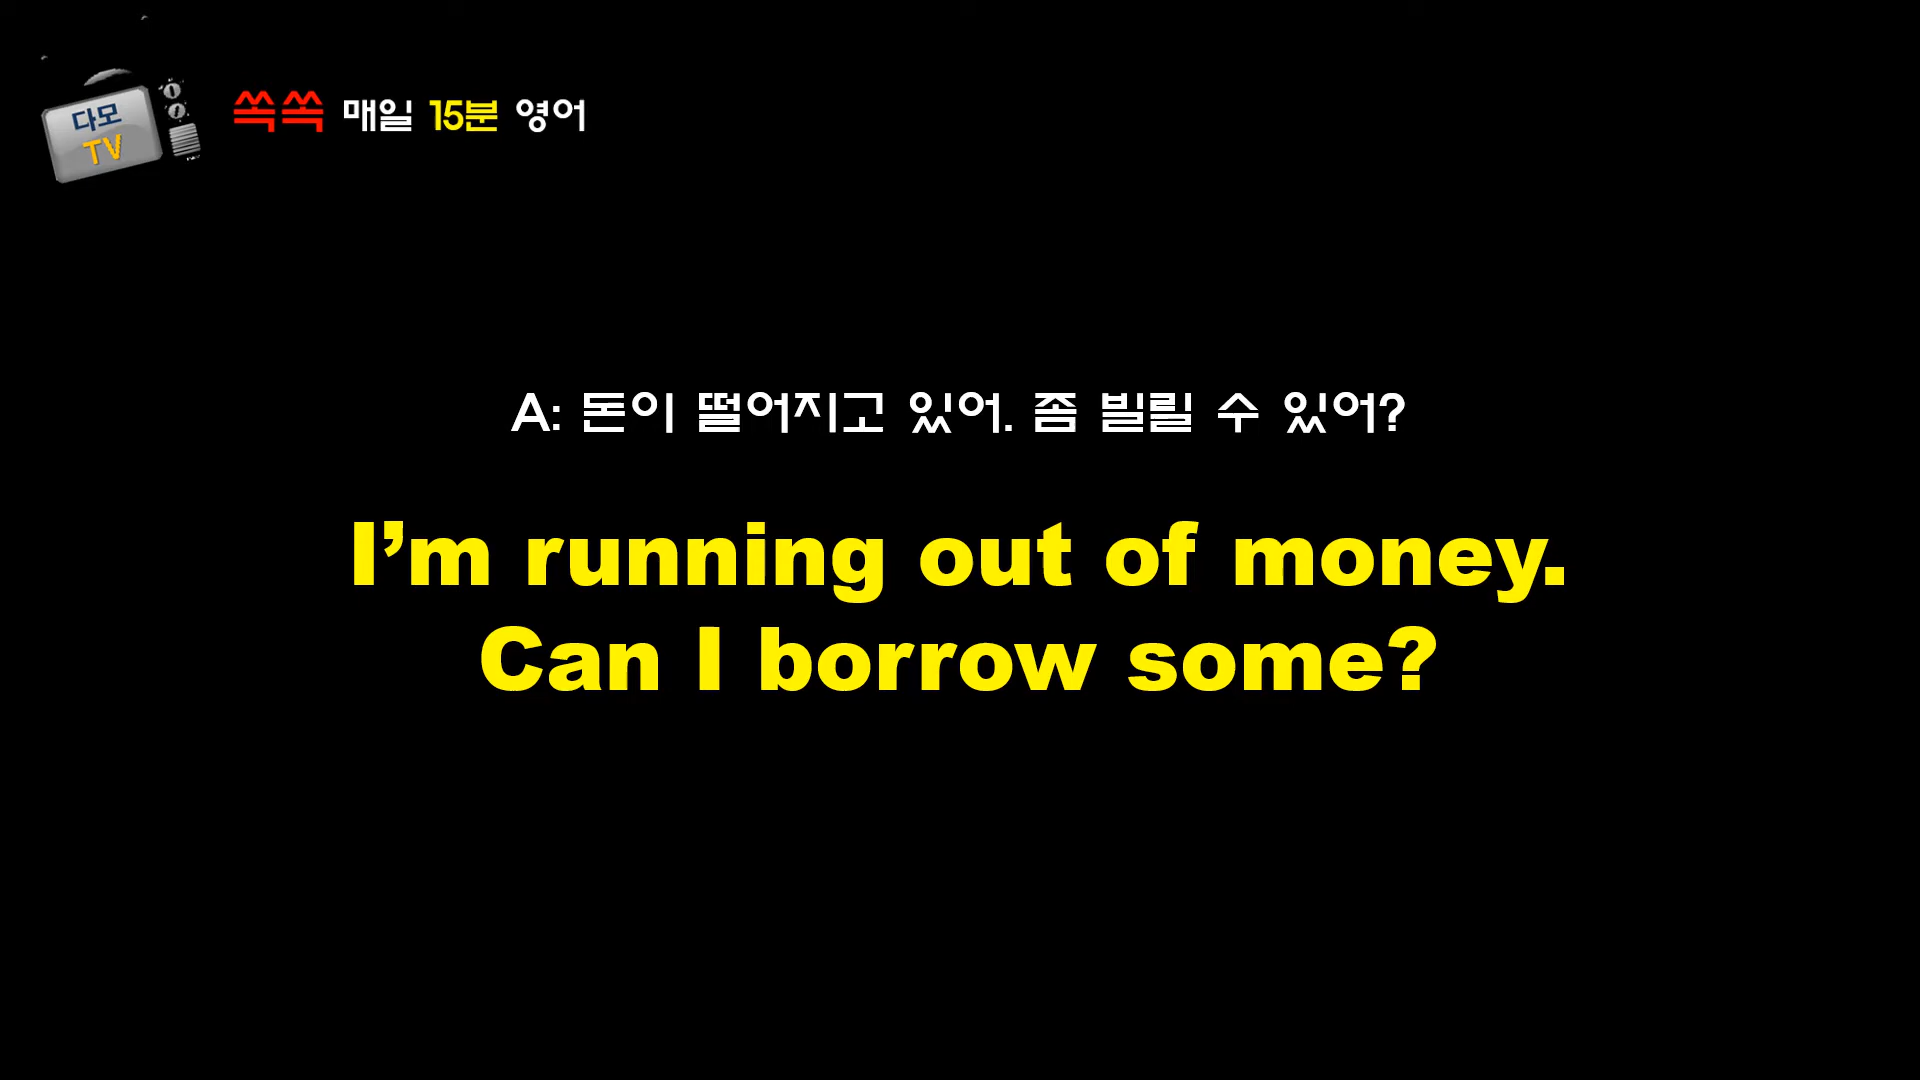 다모
TV
쏙쏙 매일 15분 영어
A: 돈이 떨어지고 있어. 좀 빌릴 수 있어?
I’m running out of money.
Can I borrow some?